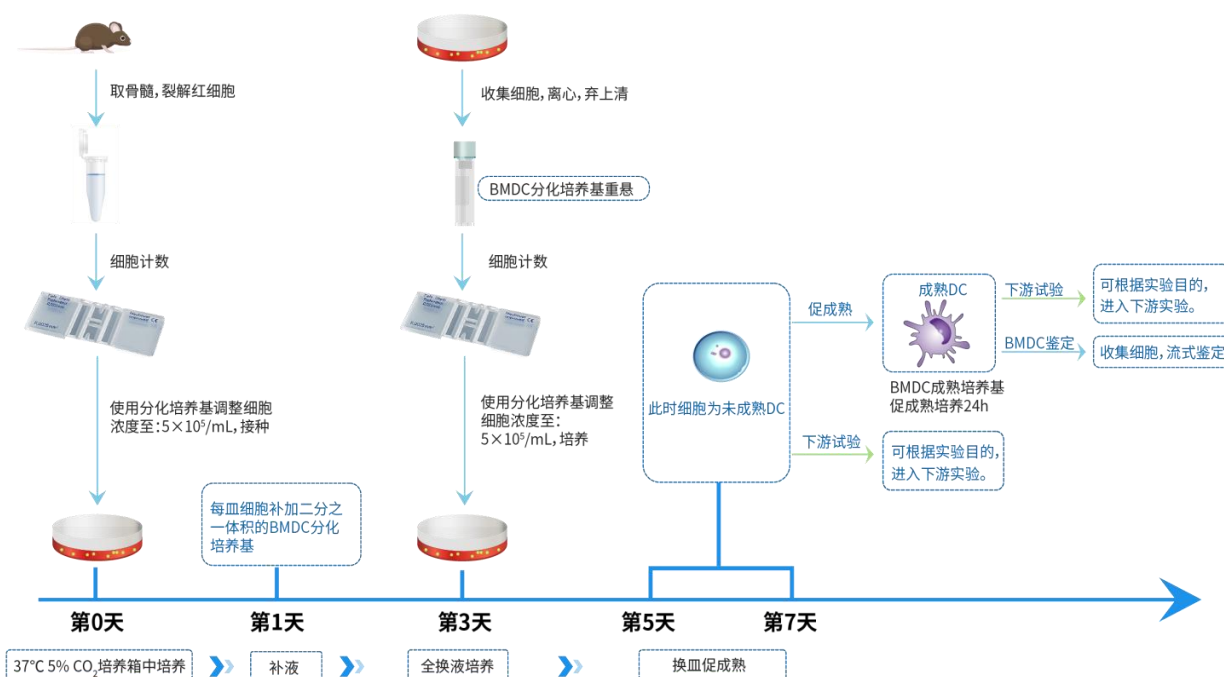 取骨髓，裂解红细胞
细胞计数
使用分化培养基调整细胞
浓度至：5×10⁵/mL，接种
每皿细胞补加二分之
一体积的BMDC分化
培养基
收集细胞，离心，弃上清
BMDC分化培养基重悬
细胞计数
使用分化培养基调整
细胞浓度至：
5×10⁵/mL，培养
此时细胞为未成熟DC
促成熟
成熟DC
BMDC成熟培养基
促成熟培养24h
下游试验
可根据实验目的，
进入下游实验。
BMDC鉴定
收集细胞，流式鉴定
下游试验
可根据实验目的，
进入下游实验。
第0天
第1天
第3天
第5天
第7天
37℃ 5% CO₂培养箱中培养
补液
全换液培养
换血促成熟